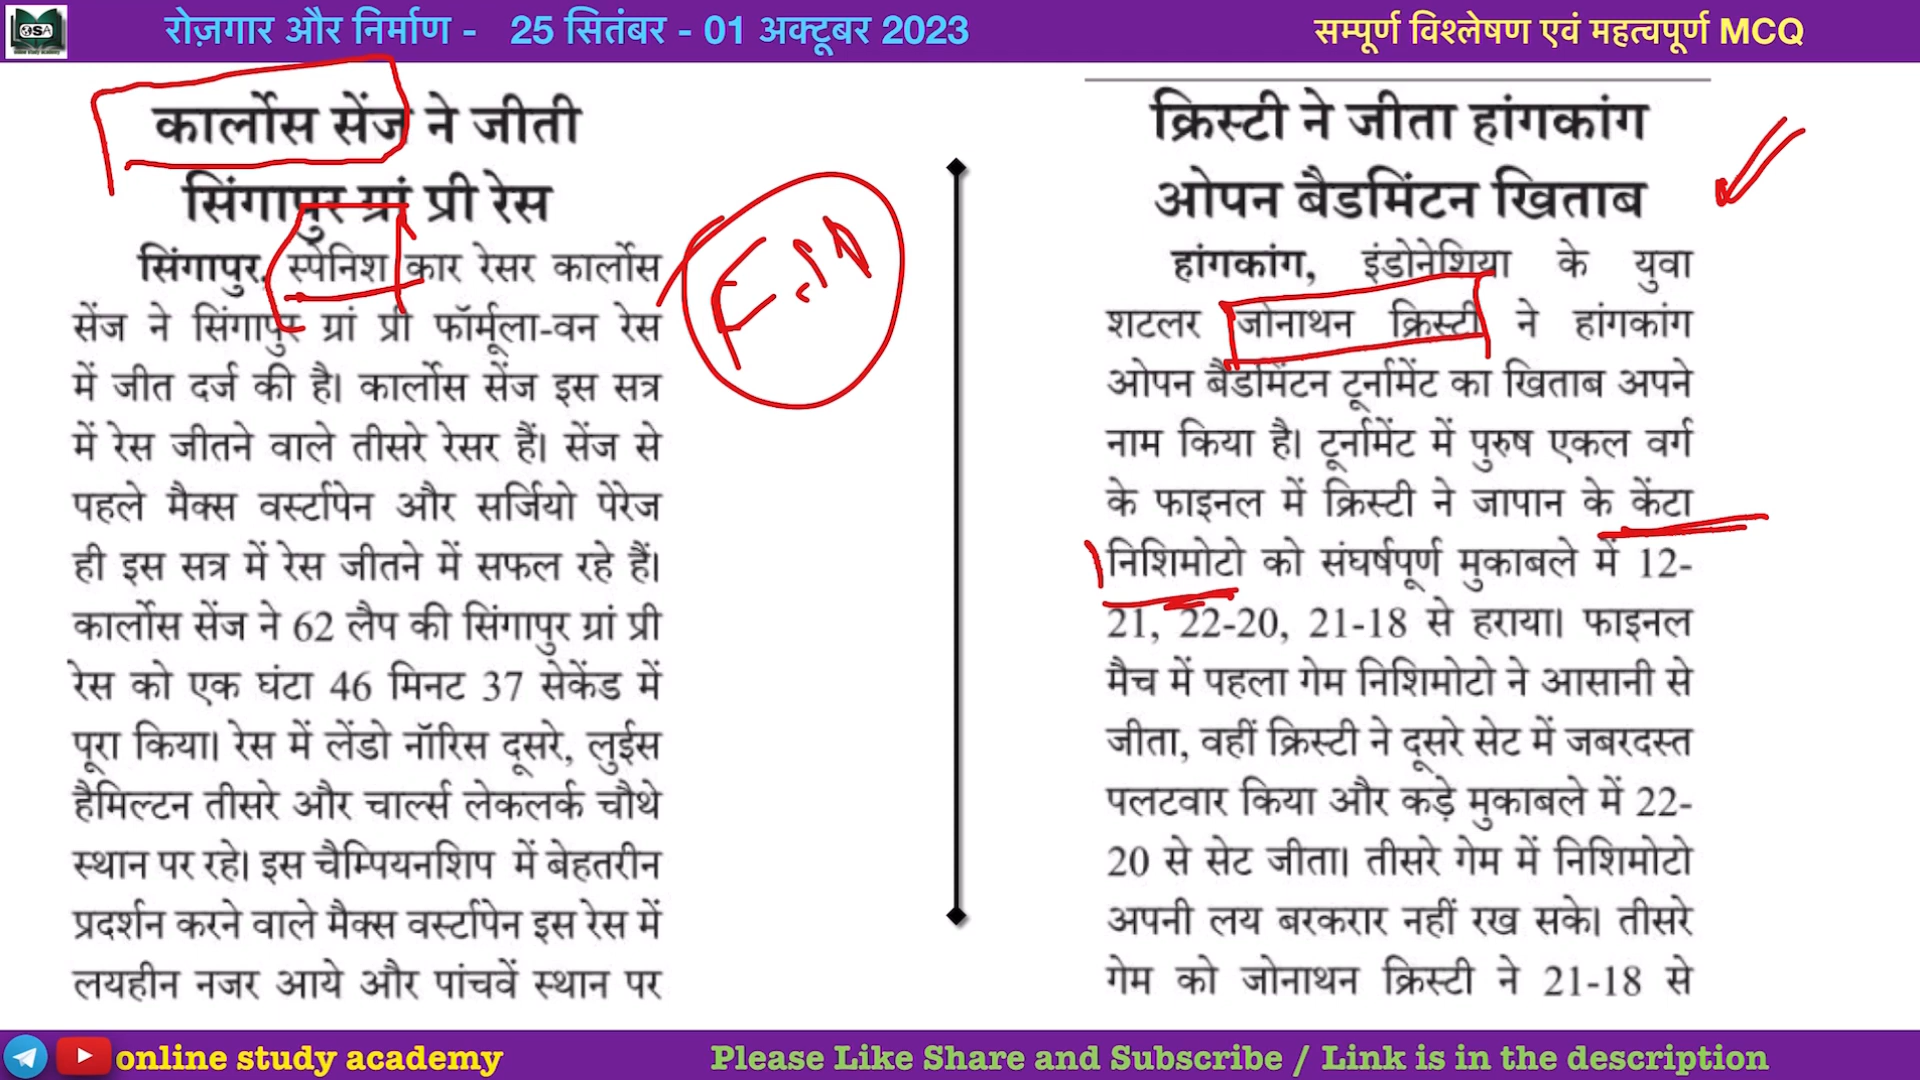 OSA
रोज़गार और निर्माण - 25 सितंबर - 01 अक्टूबर 2023
सम्पूर्ण विश्लेषण एवं महत्वपूर्ण MCQ
कार्लोस सेंज ने जीती
सिंगापुर ग्रां प्री रेस
सिंगापुर, स्पेनिश कार रेसर कार्लोस
सेंज ने सिंगापुर ग्रां प्री फॉर्मूला-वन रेस
में जीत दर्ज की है। कार्लोस सेंज इस सत्र
में रेस जीतने वाले तीसरे रेसर हैं। सेंज से
पहले मैक्स वर्स्टापेन और सर्जियो पेरेज
ही इस सत्र में रेस जीतने में सफल रहे हैं।
कार्लोस सेंज ने 62 लैप की सिंगापुर ग्रां प्री
रेस को एक घंटा 46 मिनट 37 सेकेंड में
पूरा किया। रेस में लेंडो नॉरिस दूसरे, लुईस
हैमिल्टन तीसरे और चार्ल्स लेकलर्क चौथे
स्थान पर रहे। इस चैम्पियनशिप में बेहतरीन
प्रदर्शन करने वाले मैक्स वर्स्टापेन इस रेस में
लयहीन नजर आये और पांचवें स्थान पर
क्रिस्टी ने जीता हांगकांग
ओपन बैडमिंटन खिताब
हांगकांग, इंडोनेशिया के युवा
शटलर जोनाथन क्रिस्टी ने हांगकांग
ओपन बैडमिंटन टूर्नामेंट का खिताब अपने
नाम किया है। टूर्नामेंट में पुरुष एकल वर्ग
के फाइनल में क्रिस्टी ने जापान के केंटा
निशिमोटो को संघर्षपूर्ण मुकाबले में 12-
21, 22-20, 21-18 से हराया। फाइनल
मैच में पहला गेम निशिमोटो ने आसानी से
जीता, वहीं क्रिस्टी ने दूसरे सेट में जबरदस्त
पलटवार किया और कड़े मुकाबले में 22-
20 से सेट जीता। तीसरे गेम में निशिमोटो
अपनी लय बरकरार नहीं रख सके। तीसरे
गेम को जोनाथन क्रिस्टी ने 21-18 से
online study academy
Please Like Share and Subscribe / Link is in the description